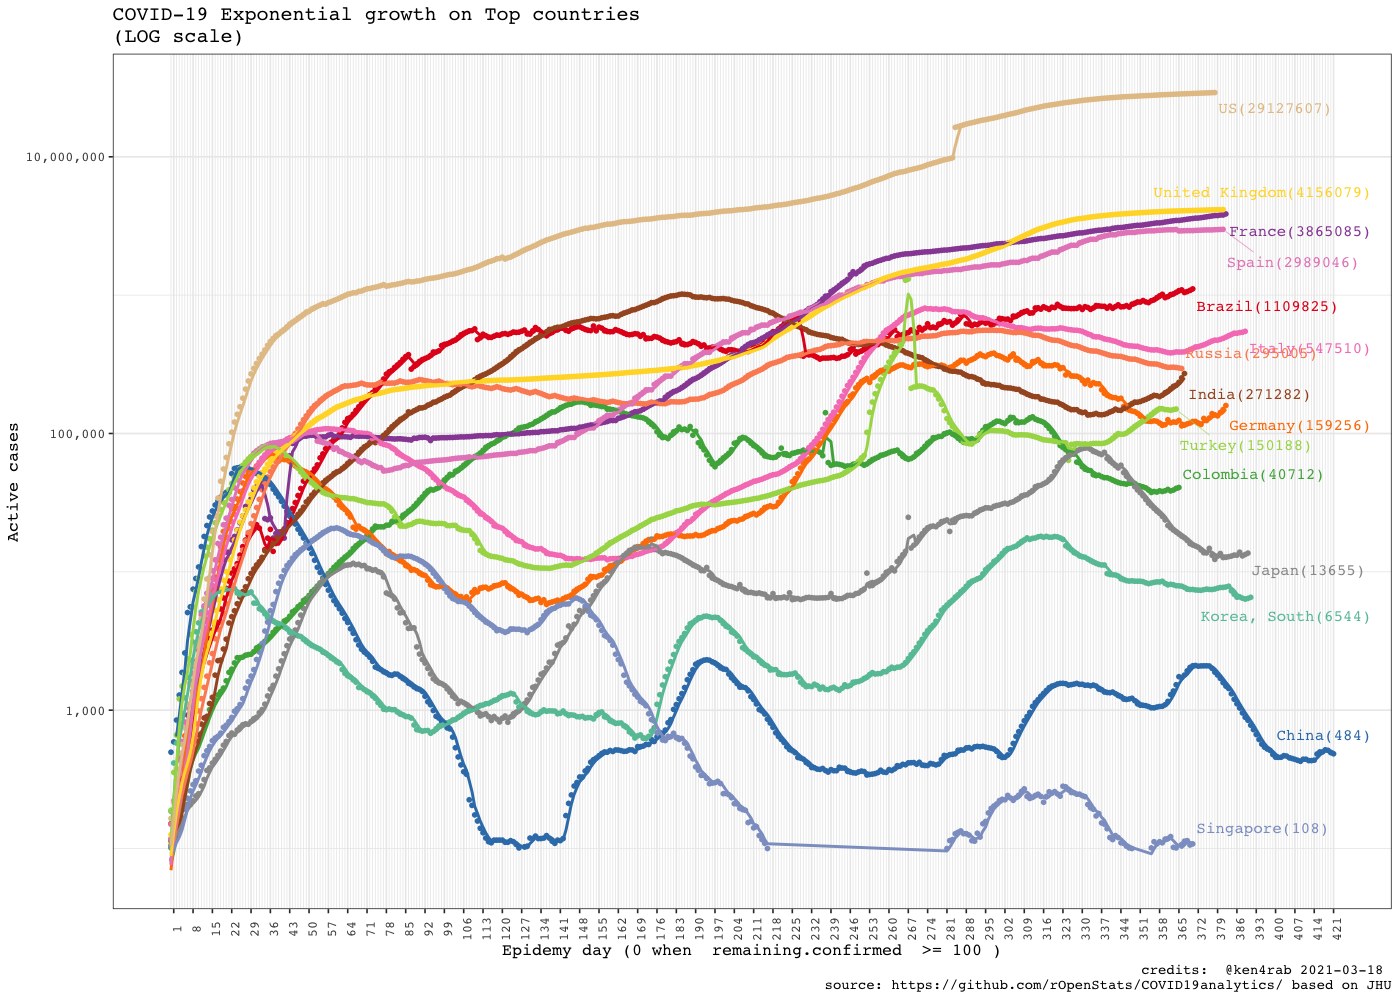 COVID-19 Exponential growth on Top countries
(LOG scale)
Active cases
10,000,000
100,000
1,000
US(29127607)
United Kingdom(4156079)
France(3865085)
Spain(2989046)
Brazil(1109825)
Italy(547510)
Russia(295005)
India(271282)
Germany(159256)
Turkey(150188)
Colombia(40712)
Japan(13655)
Korea, South(6544)
China(484)
Singapore(108)
1 8 15 22 29 36 43 50 57 64 71 78 85 92 99 106 113 120 127 134 141 148 155 162 169 176 183 190 197 204 211 218 225 232 239 246 253 260 267 274 281 288 295 302 309 316 323 330 337 344 351 358 365 372 379 386 393 400 407 414 421
Epidemy day (0 when remaining.confirmed >= 100 )
credits: @ken4rab 2021-03-18
source: https://github.com/rOpenStats/COVID19analytics/ based on JHU